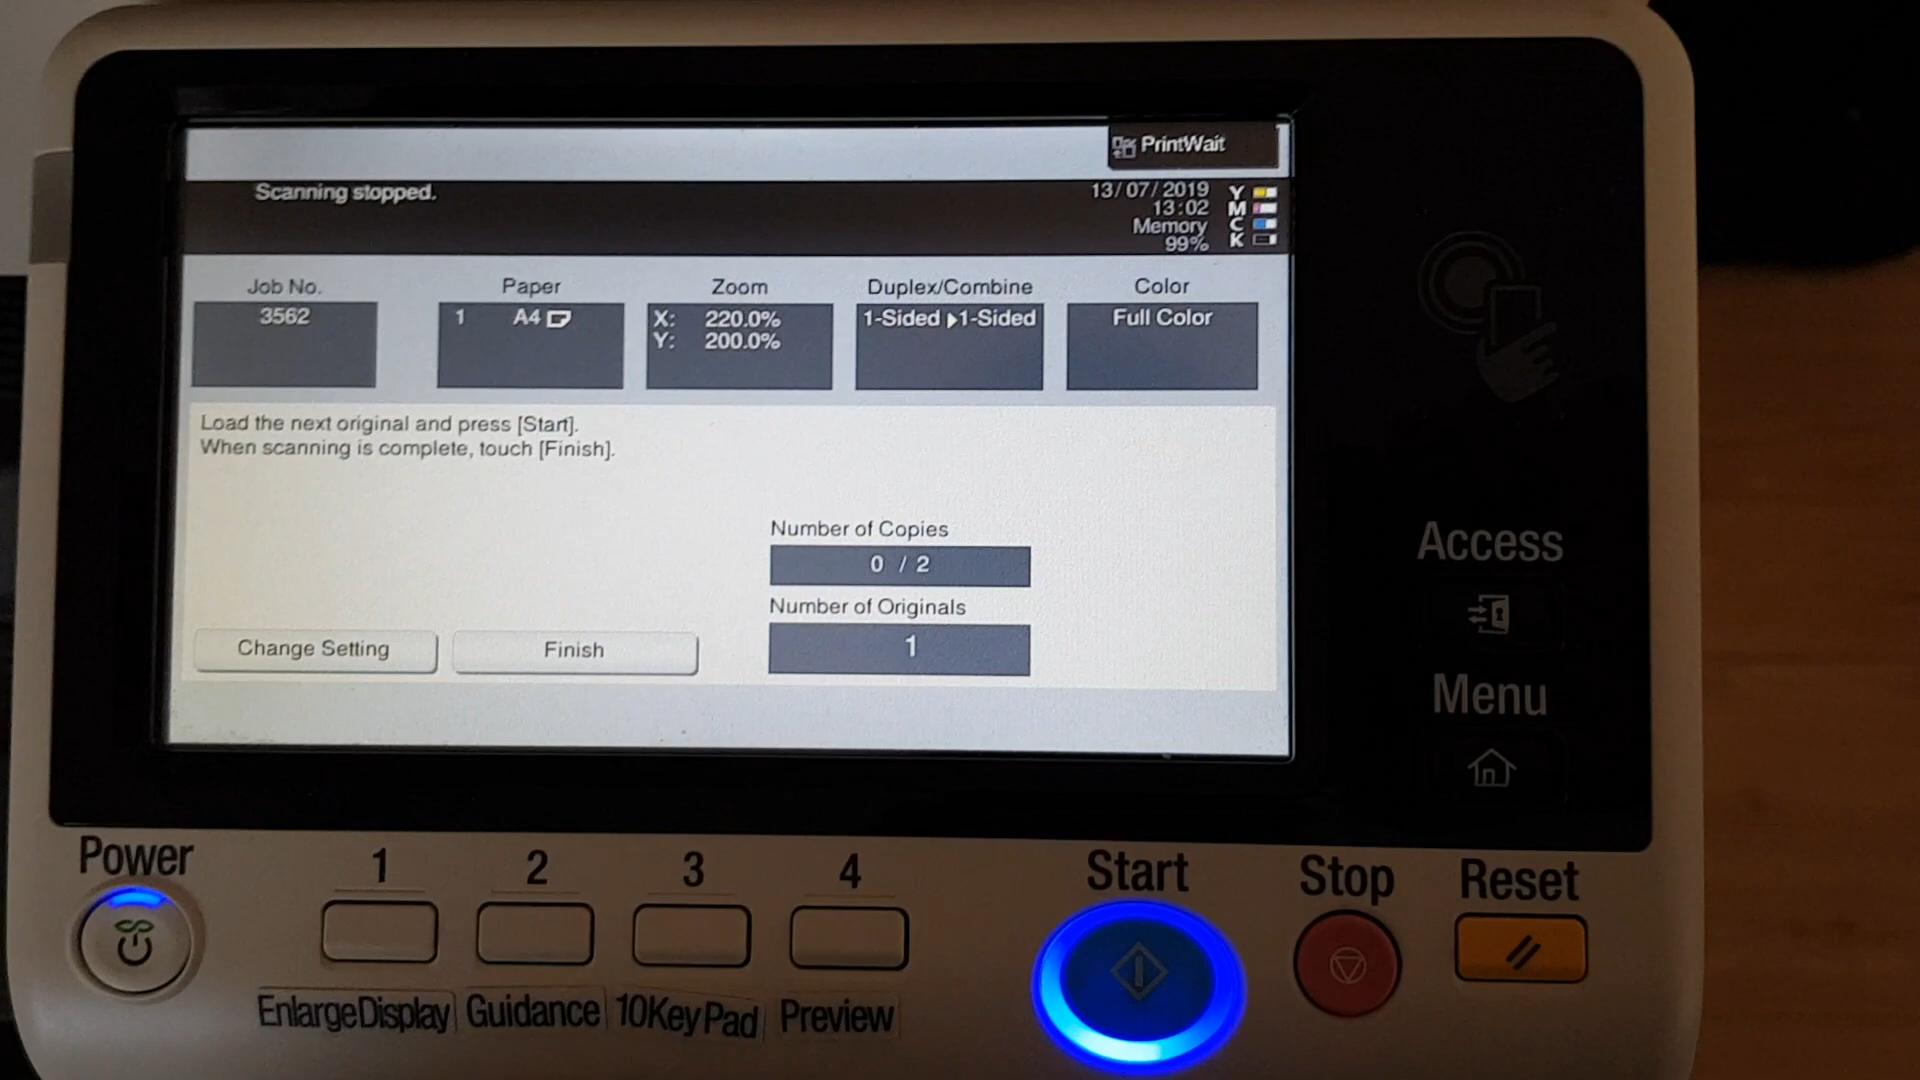 PrintWait
Scanning stopped.
13/07/2019
13:02
Memory
99%
Y
M
C
K
Job No.
3562
Paper
1 A4
Zoom
X: 220.0%
Y: 200.0%
Duplex/Combine
1-Sided ▶1-Sided
Color
Full Color
Load the next original and press [Start].
When scanning is complete, touch [Finish].
Number of Copies
0 / 2
Number of Originals
1
Change Setting
Finish
Access
Menu
Power
1
2
3
4
Start
Stop
Reset
EnlargeDisplay
Guidance
10KeyPad
Preview